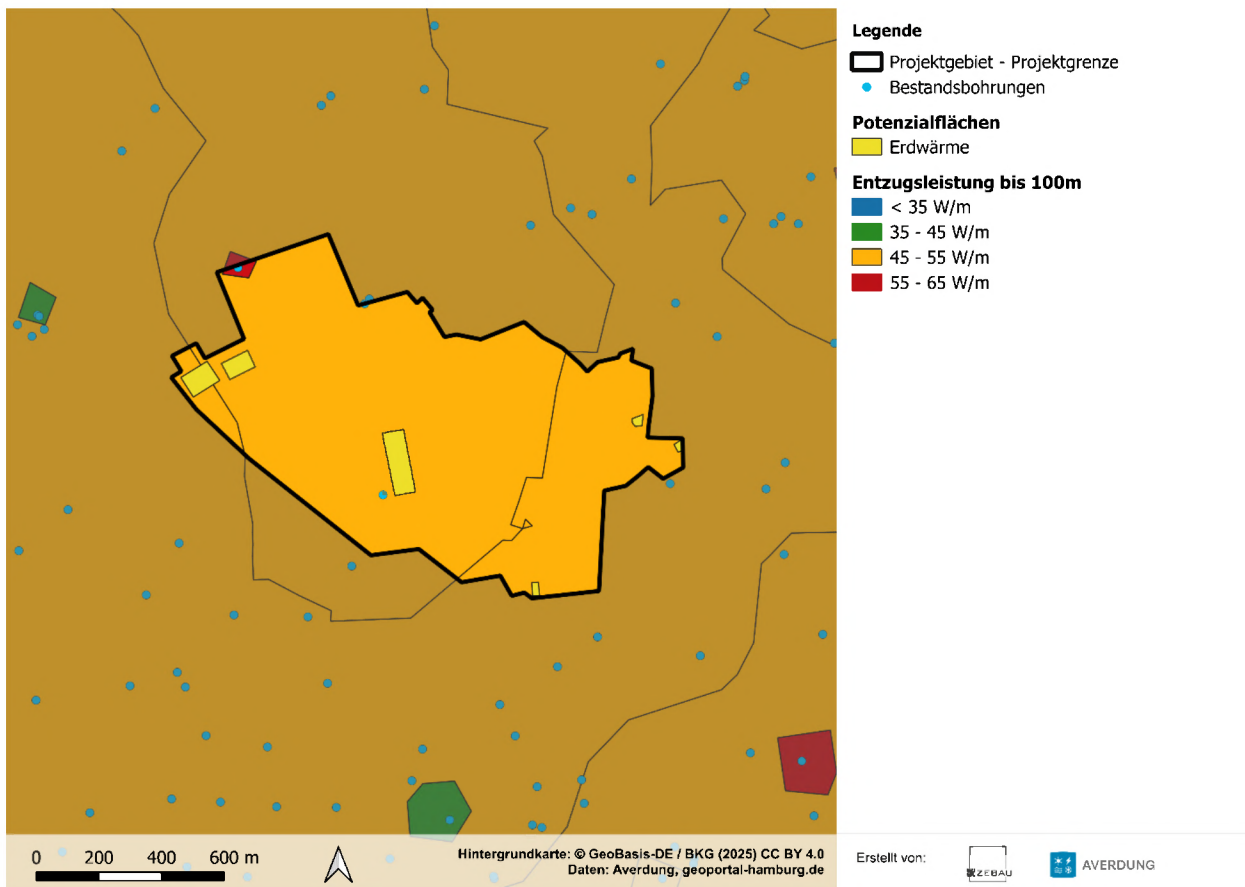 Legende
Projektgebiet - Projektgrenze
Bestandsbohrungen
Potenzialflächen
Erdwärme
Entzugsleistung bis 100m
< 35 W/m
35 - 45 W/m
45 - 55 W/m
55 - 65 W/m
0 200 400 600 m
Hintergrundkarte: © GeoBasis-DE / BKG (2025) CC BY 4.0
Daten: Averdung, geoportal-hamburg.de
Erstellt von:
ZEBAU
AVERDUNG